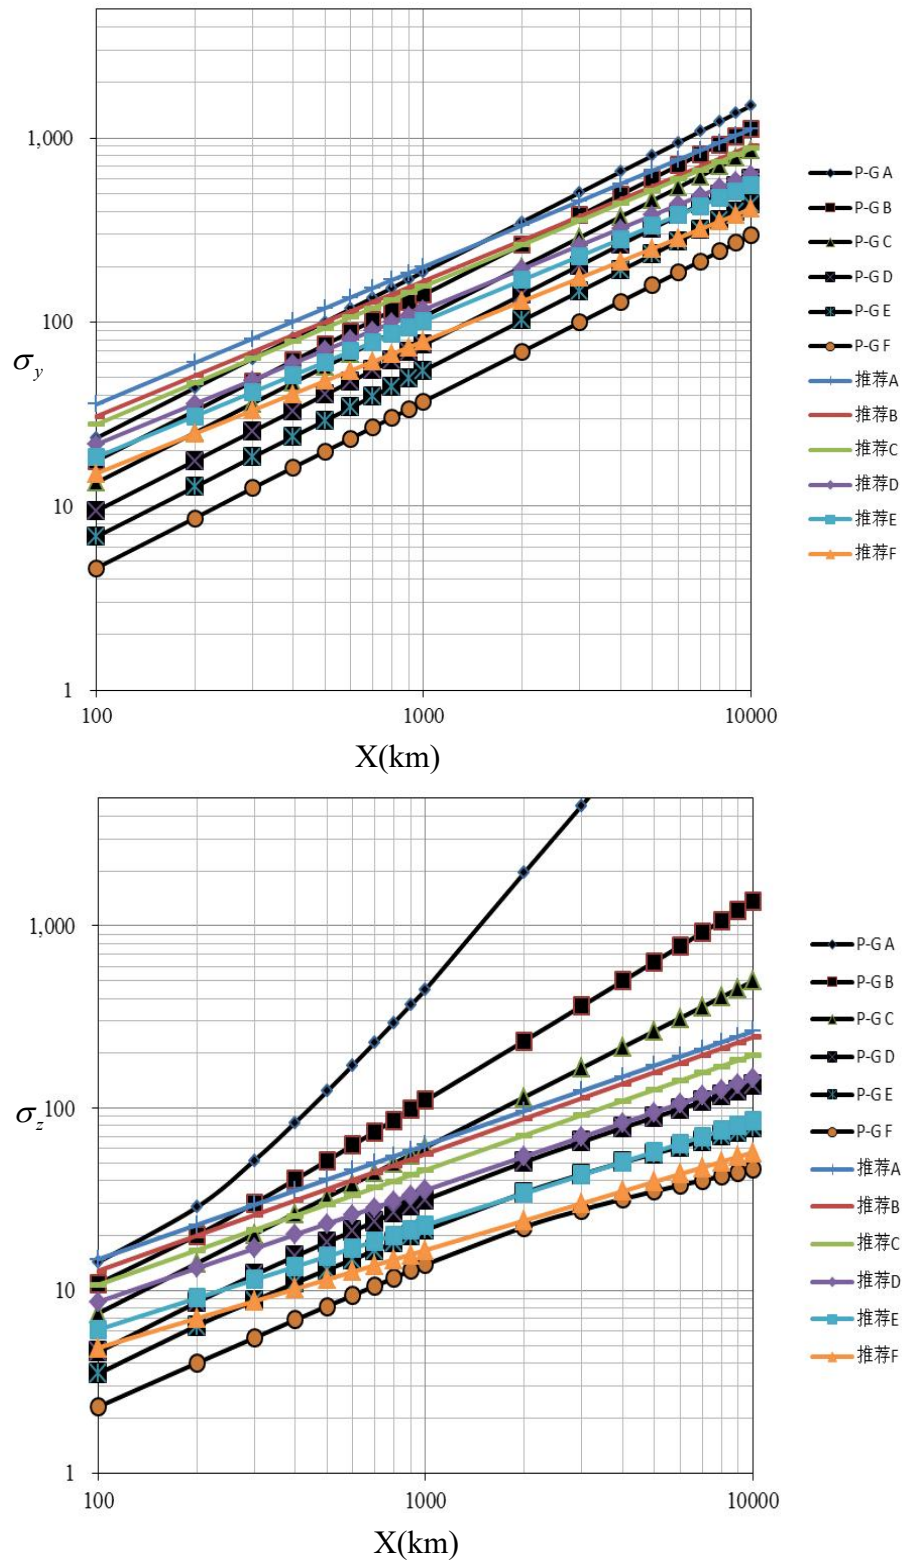 1,000
100
10
1
σy
100 1000 10000
X(km)
P-G A
P-G B
P-G C
P-G D
P-G E
P-G F
推荐A
推荐B
推荐C
推荐D
推荐E
推荐F
1,000
100
10
1
σz
100 1000 10000
X(km)
P-G A
P-G B
P-G C
P-G D
P-G E
P-G F
推荐A
推荐B
推荐C
推荐D
推荐E
推荐F